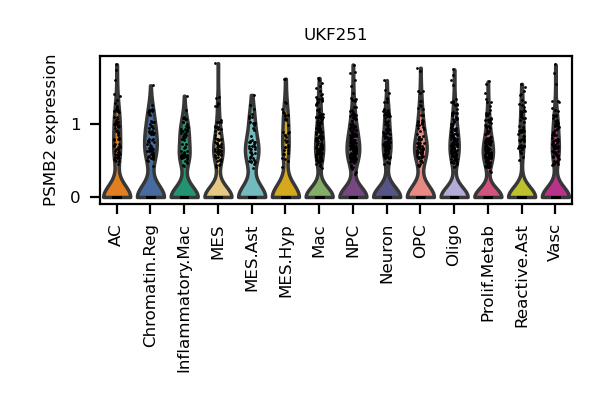 UKF251
PSMB2 expression
1
0
AC
Chromatin.Reg
Inflammatory.Mac
MES
MES.Ast
MES.Hyp
Mac
NPC
Neuron
OPC
Oligo
Prolif.Metab
Reactive.Ast
Vasc